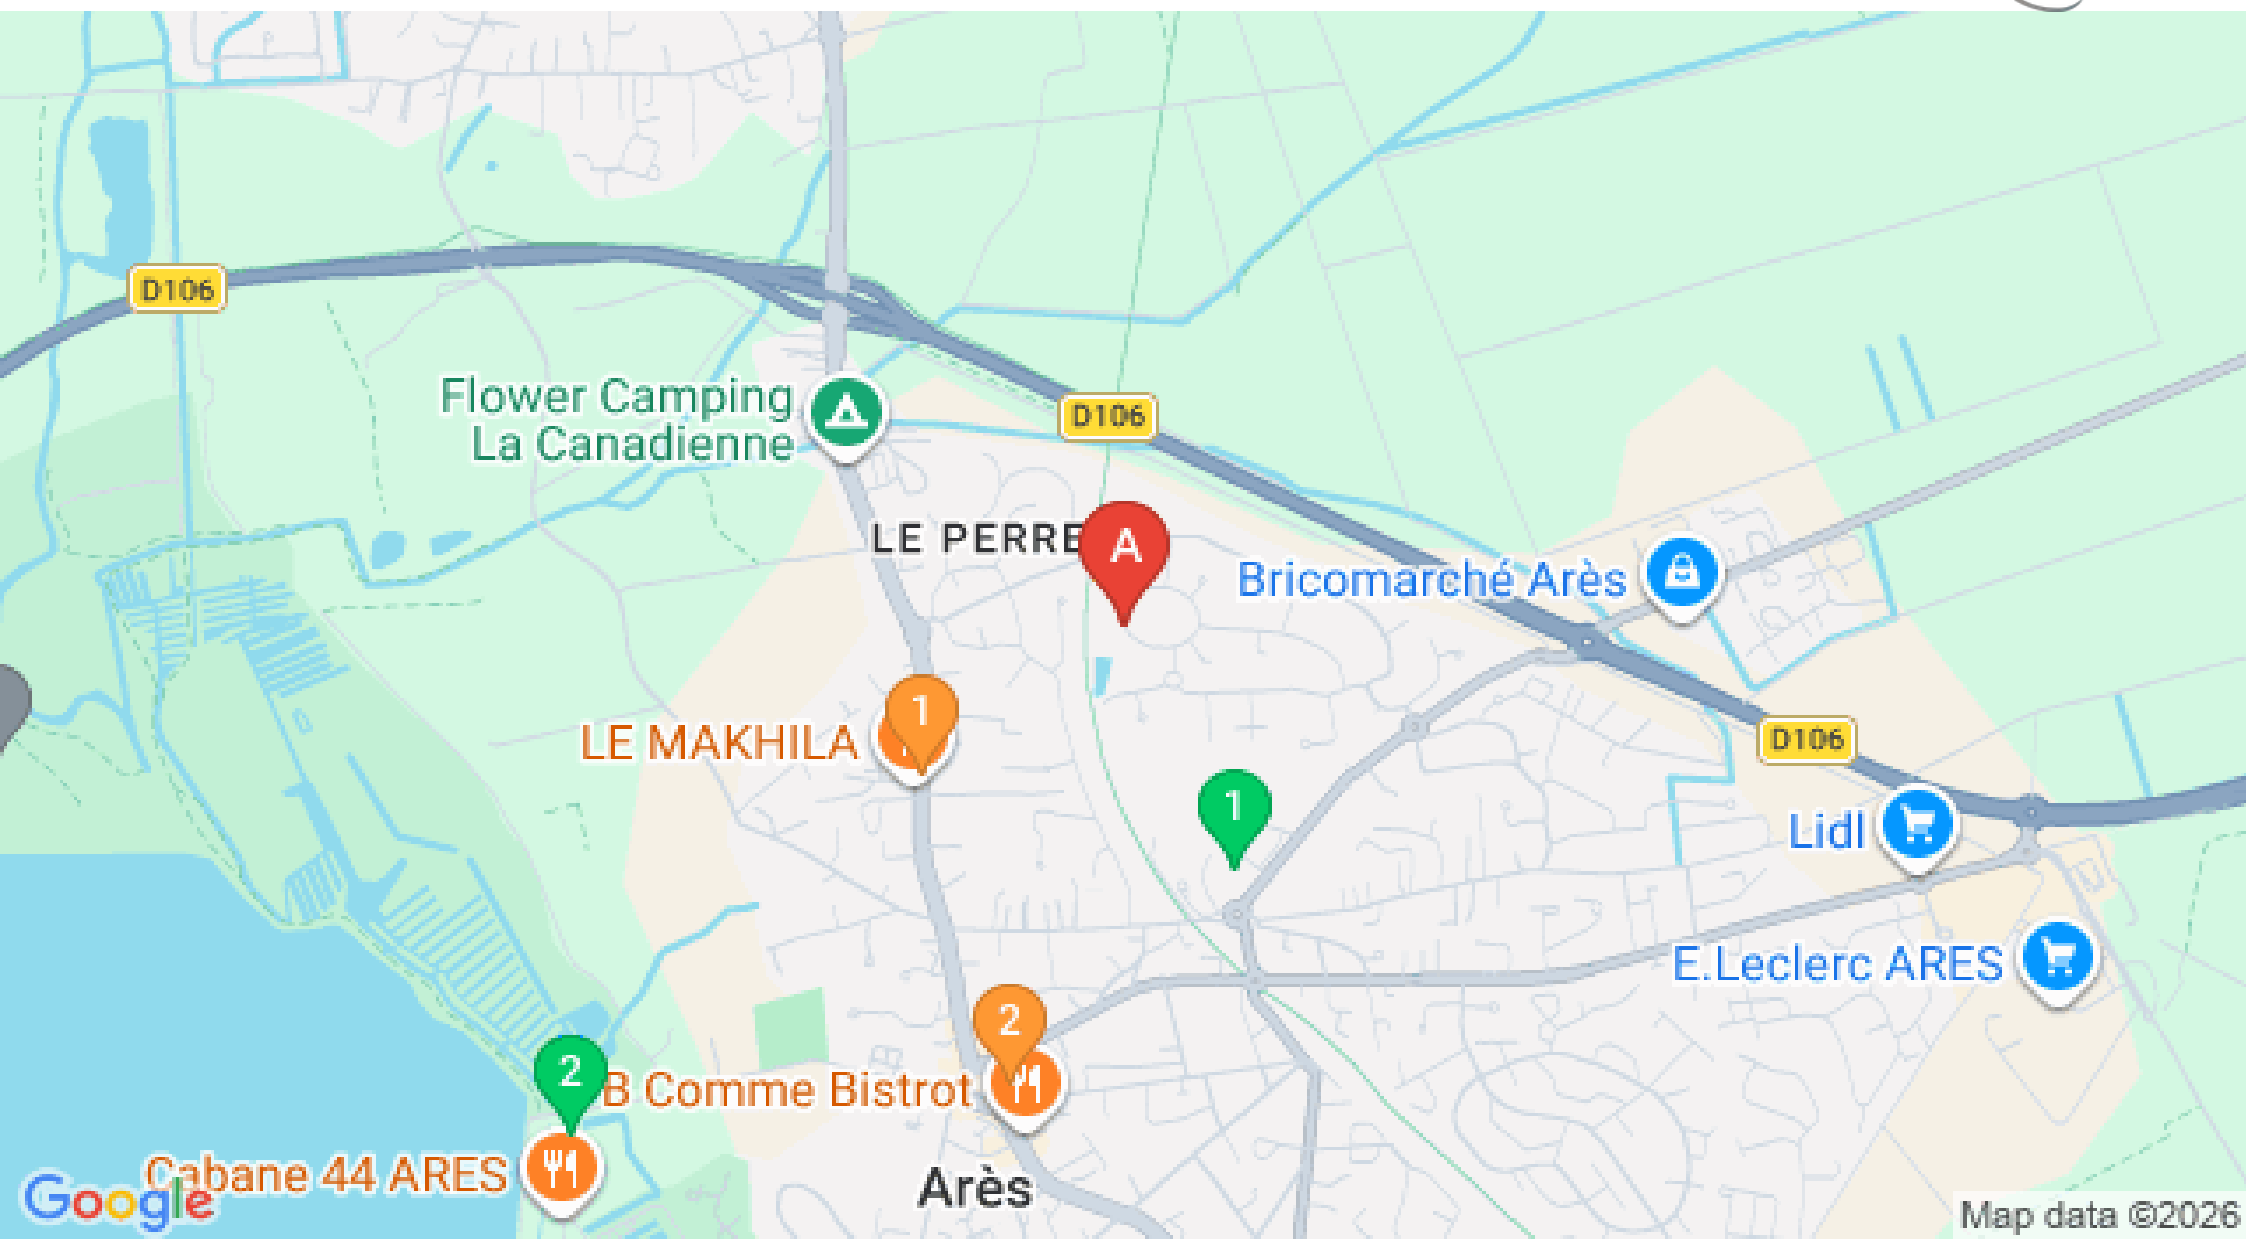 D106
Flower Camping
La Canadienne
D106
LE PERRE
A
Bricomarché Arès
1
LE MAKHILA
D106
1
Lidl
E.Leclerc ARES
2
2
B Comme Bistrot
Cabane 44 ARES
Arès
Google
Map data ©2026